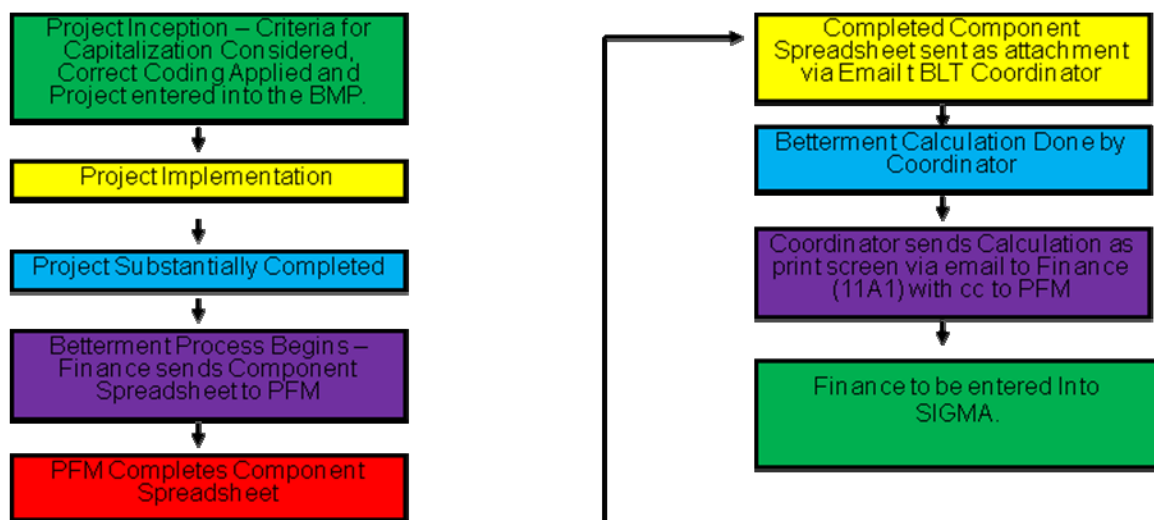 Project Inception – Criteria for
Capitalization Considered,
Correct Coding Applied and
Project entered into the BMP.
Project Implementation
Project Substantially Completed
Betterment Process Begins –
Finance sends Component
Spreadsheet to PFM
PFM Completes Component
Spreadsheet
Completed Component
Spreadsheet sent as attachment
via Email t BLT Coordinator
Betterment Calculation Done by
Coordinator
Coordinator sends Calculation as
print screen via email to Finance
(11A1) with cc to PFM
Finance to be entered Into
SIGMA.